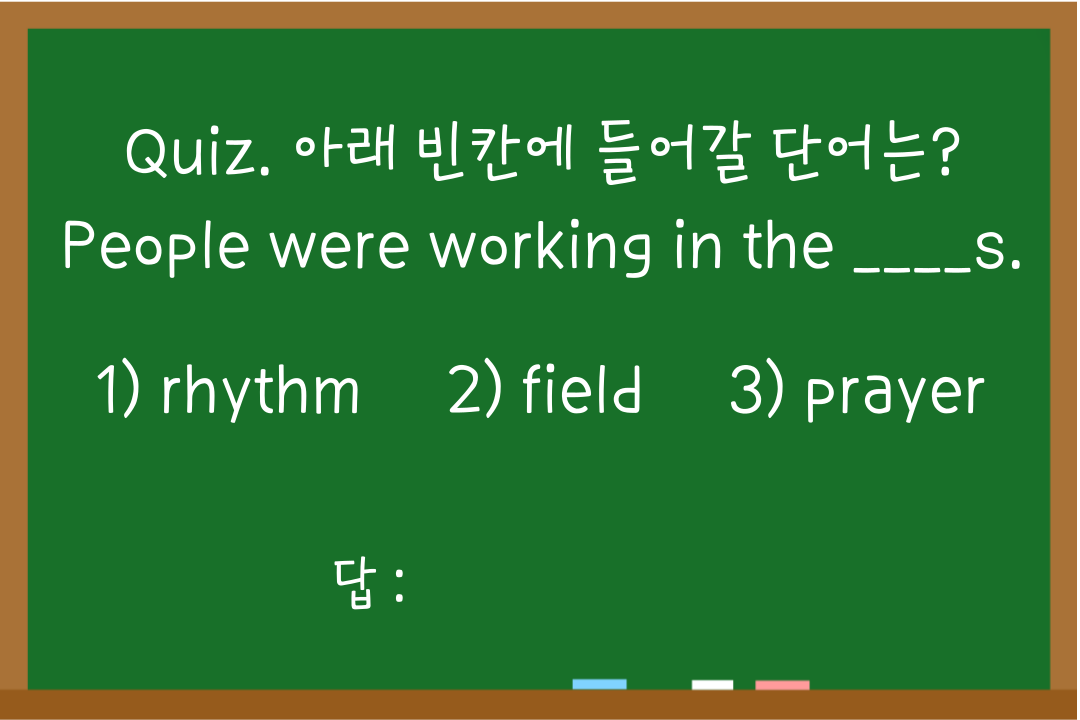 Quiz. 아래 빈칸에 들어갈 단어는?
People were working in the ____s.
1) rhythm 2) field 3) prayer
답 :